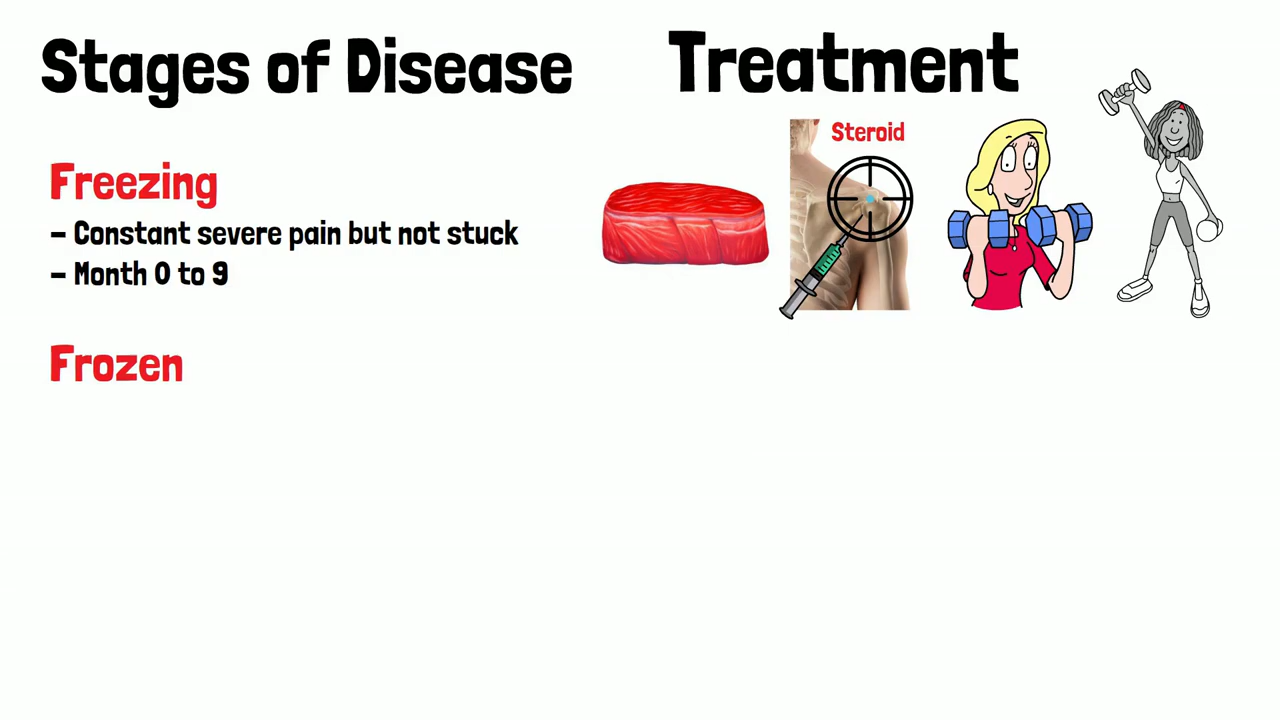 Stages of Disease
Treatment
Steroid
Freezing
- Constant severe pain but not stuck
- Month 0 to 9
Frozen